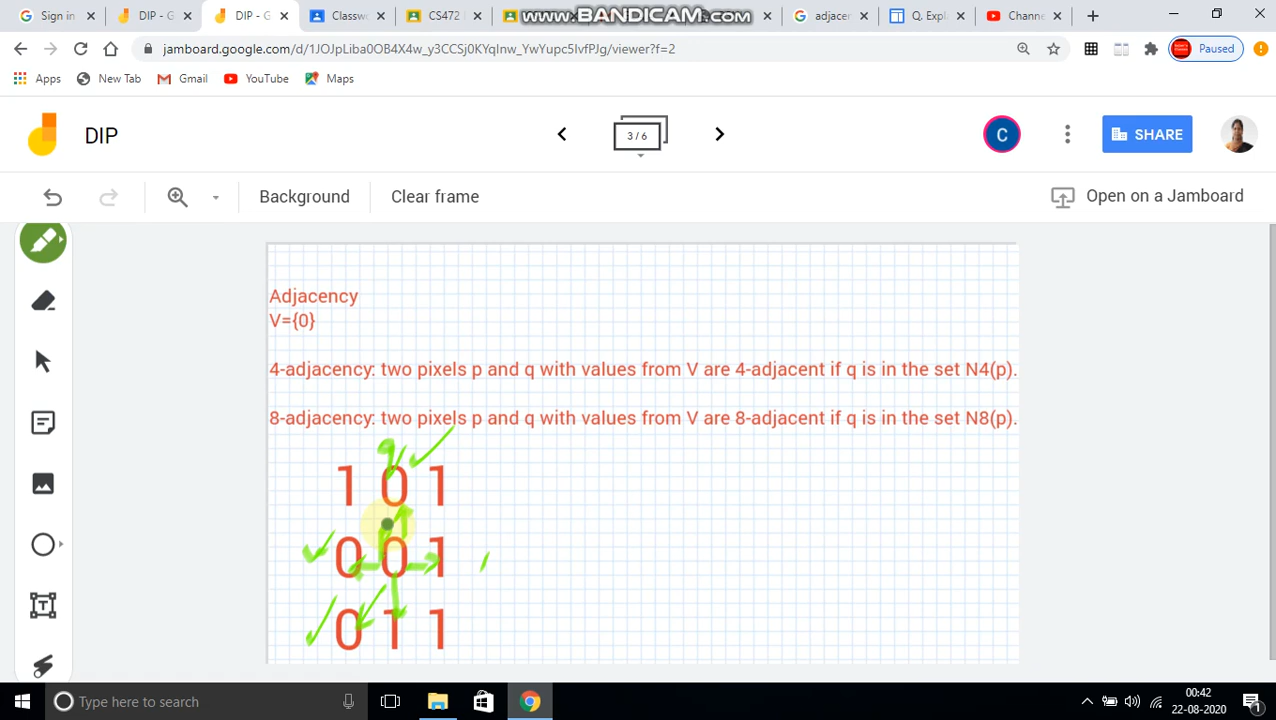 Sign in
DIP - G
DIP - G
Classw
CS472
www.BANDICAM.com
adjacer
Q. Expl
Channe
jamboard.google.com/d/1JOJpLiba0OB4X4w_y3CCSj0KYqInw_YwYupc5IvfPJg/viewer?f=2
Paused
Apps
New Tab
Gmail
YouTube
Maps
DIP
3 / 6
C
SHARE
Background
Clear frame
Open on a Jamboard
Adjacency
V={0}
4-adjacency: two pixels p and q with values from V are 4-adjacent if q is in the set N4(p).
8-adjacency: two pixels p and q with values from V are 8-adjacent if q is in the set N8(p).
q
1 0 1
0 0 1
0 1 1
Type here to search
00:42
22-08-2020